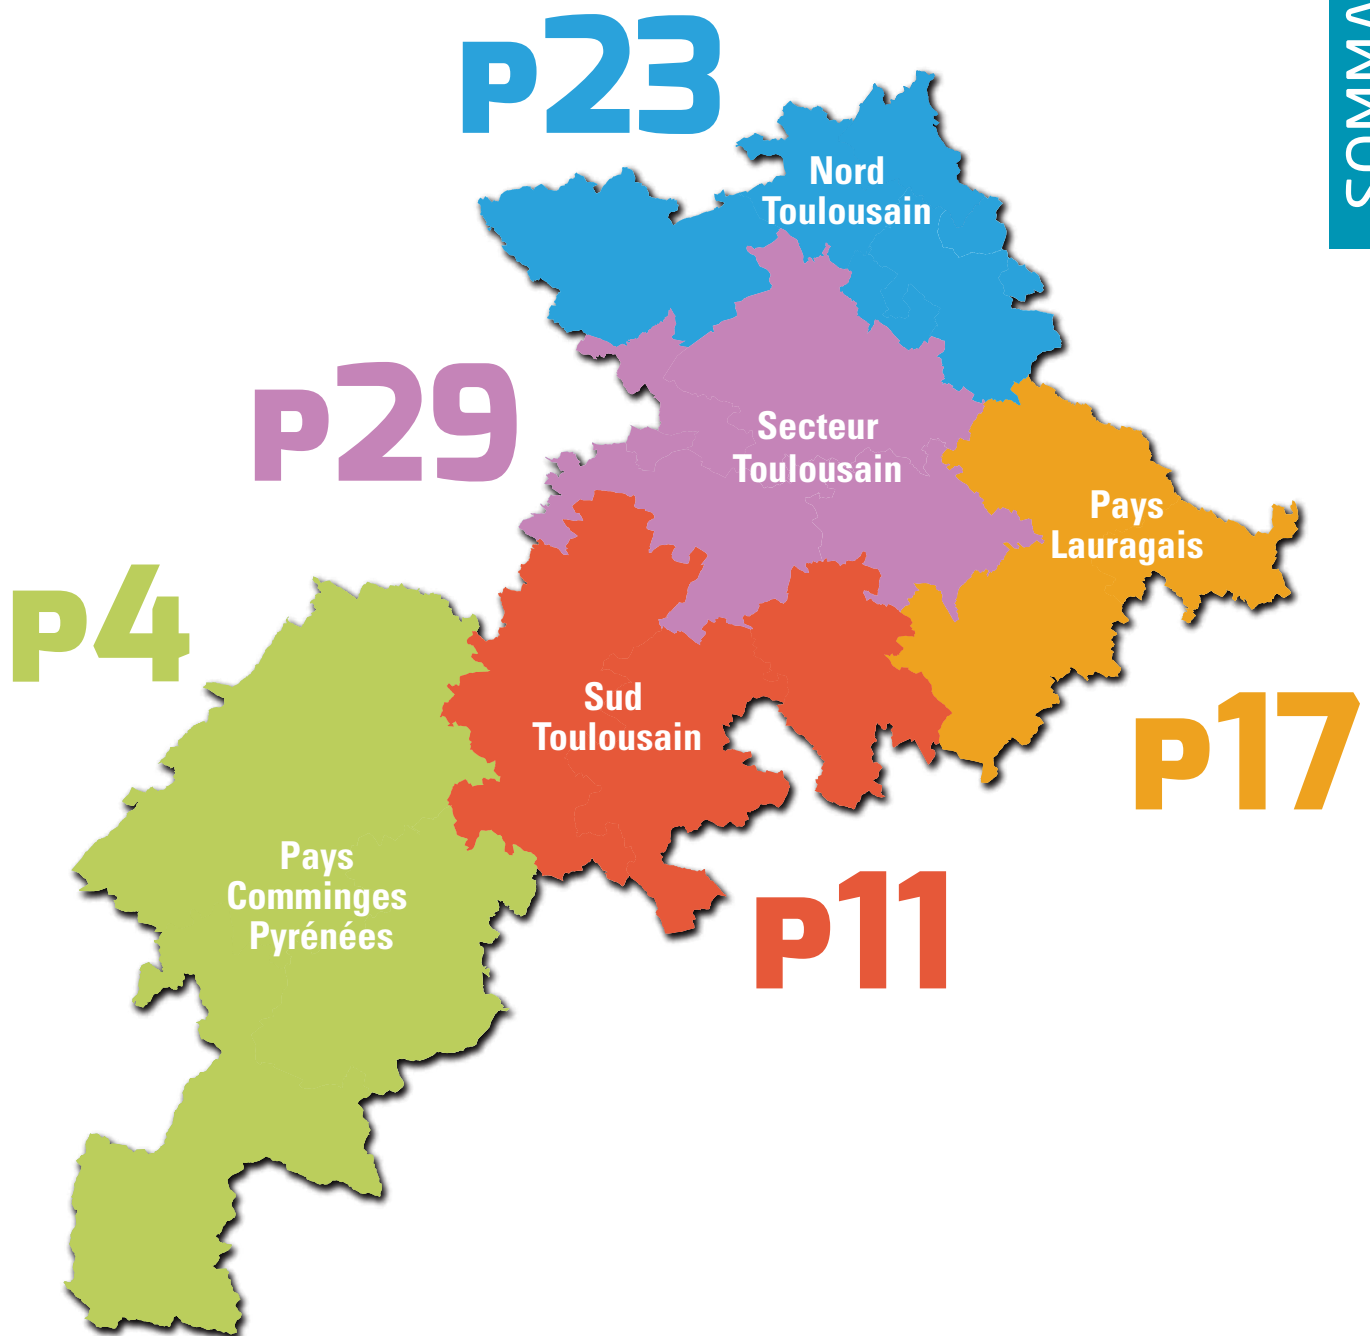 P23
Nord
Toulousain
P29
Secteur
Toulousain
Pays
Lauragais
P4
Sud
Toulousain
P17
Pays
Comminges
Pyrénées
P11